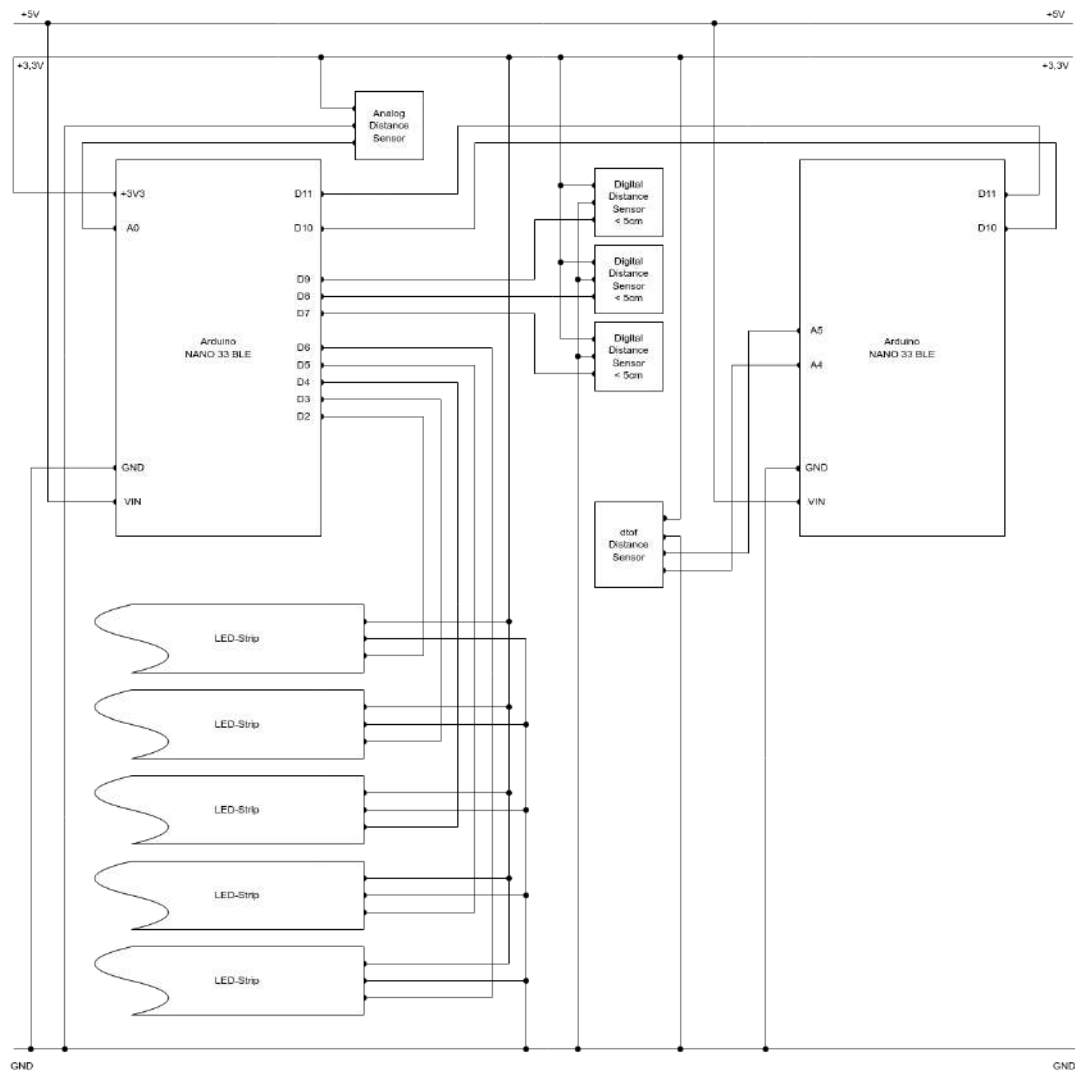 +5V
+5V
+3,3V
+3,3V
Analog
Distance
Sensor
+3V3
A0
D11
D10
D9
D8
D7
D6
D5
D4
D3
D2
Arduino
NANO 33 BLE
GND
VIN
Digital
Distance
Sensor
< 5cm
Digital
Distance
Sensor
< 5cm
Digital
Distance
Sensor
< 5cm
D11
D10
A5
A4
Arduino
NANO 33 BLE
GND
VIN
dtof
Distance
Sensor
LED-Strip
LED-Strip
LED-Strip
LED-Strip
LED-Strip
GND
GND